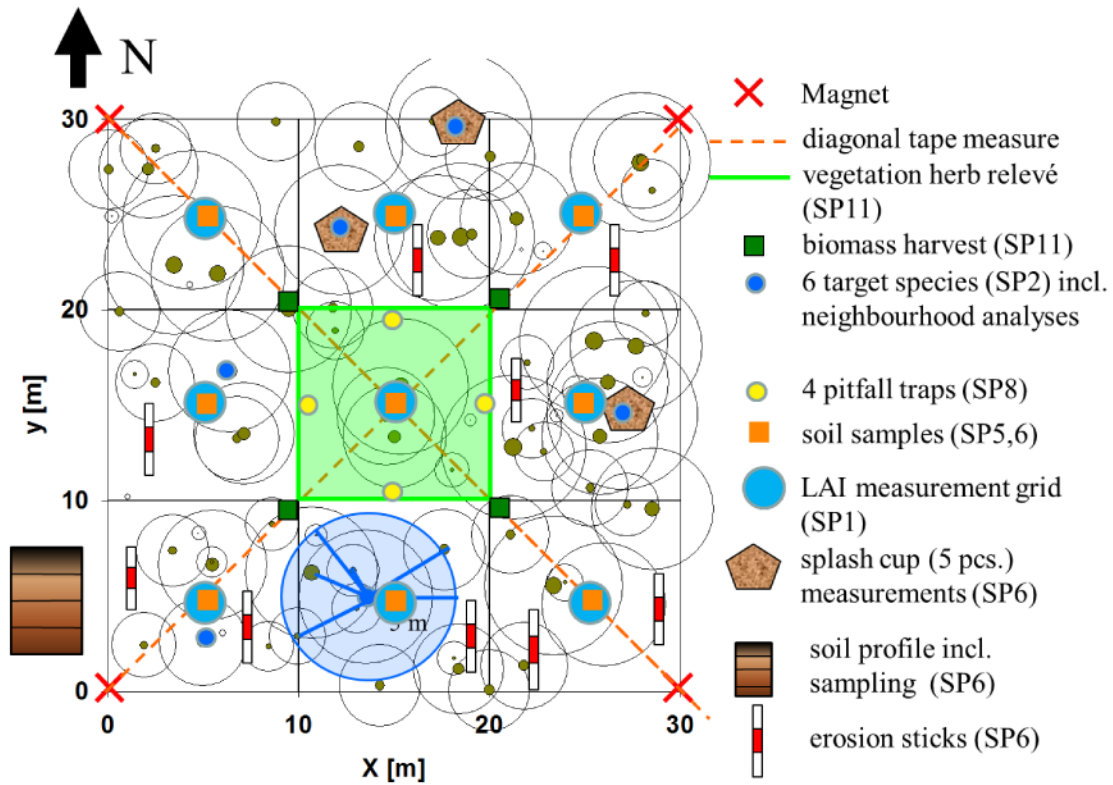 N
30
20
10
0
y [m]
0 10 20 30
X [m]
5 m
Magnet
diagonal tape measure
vegetation herb relevé
(SP11)
biomass harvest (SP11)
6 target species (SP2) incl.
neighbourhood analyses
4 pitfall traps (SP8)
soil samples (SP5,6)
LAI measurement grid
(SP1)
splash cup (5 pcs.)
measurements (SP6)
soil profile incl.
sampling (SP6)
erosion sticks (SP6)